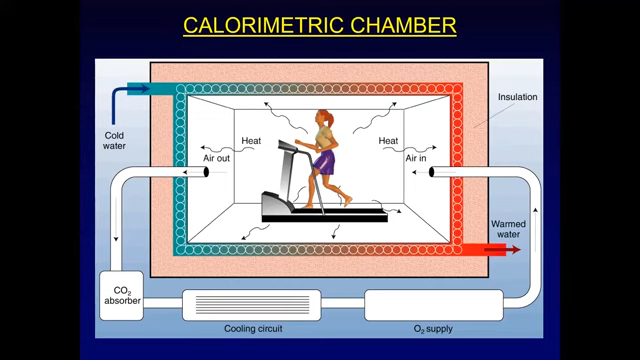 CALORIMETRIC CHAMBER
Insulation
Cold
water
Heat
Heat
Air out
Air in
Warmed
water
CO2
absorber
Cooling circuit
O2 supply